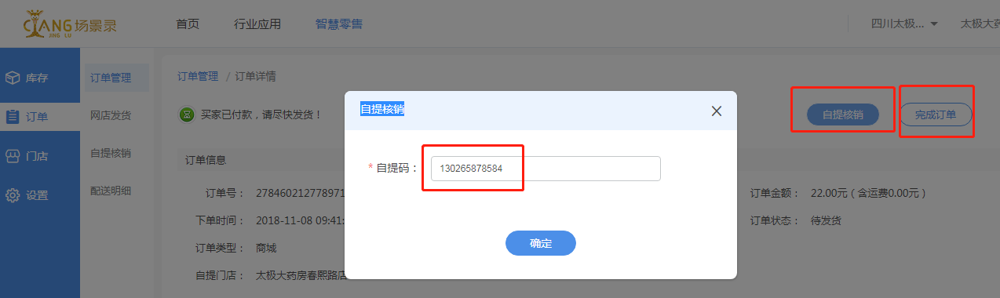 CJANG场景录
JING LU
首页
行业应用
智慧零售
四川太极...
太极大药
库存
订单
门店
设置
订单管理
网店发货
自提核销
配送明细
订单管理 / 订单详情
买家已付款，请尽快发货！
自提核销
完成订单
订单信息
订单号：
278460212778971
订单金额：
22.00元 ( 含运费0.00元 )
下单时间：
2018-11-08 09:41:
订单状态：
待发货
订单类型：
商城
自提门店：
太极大药房春熙路店
自提核销
* 自提码：
130265878584
确定